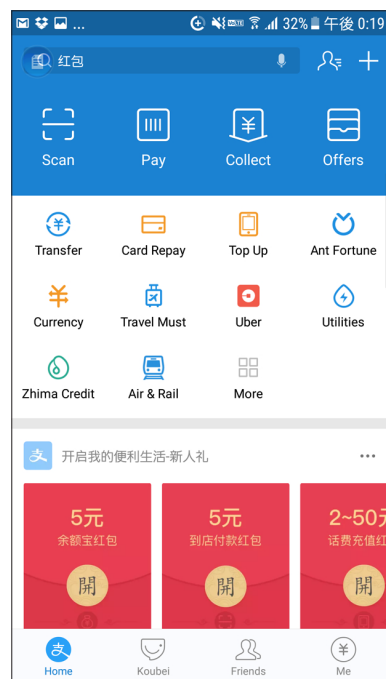 ... 32% 午後 0:19
红包
Scan Pay Collect Offers
Transfer Card Repay Top Up Ant Fortune
Currency Travel Must Uber Utilities
Zhima Credit Air & Rail More
支 开启我的便利生活-新人礼 ...
5元 5元 2~50元
余额宝红包 到店付款红包 话费充值红
開 開 開
支
Home Koubei Friends Me